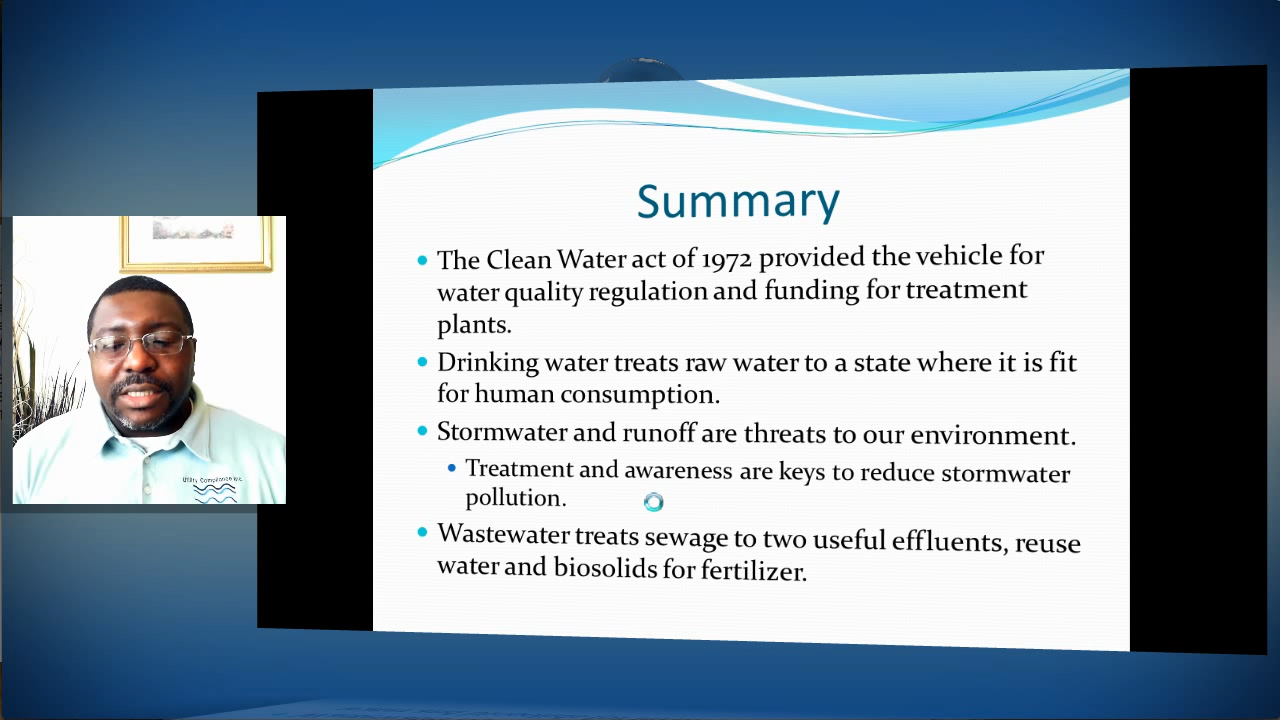 Summary
The Clean Water act of 1972 provided the vehicle for
water quality regulation and funding for treatment
plants.
Drinking water treats raw water to a state where it is fit
for human consumption.
Stormwater and runoff are threats to our environment.
Treatment and awareness are keys to reduce stormwater
pollution.
Wastewater treats sewage to two useful effluents, reuse
water and biosolids for fertilizer.
Utility Compliance Inc.